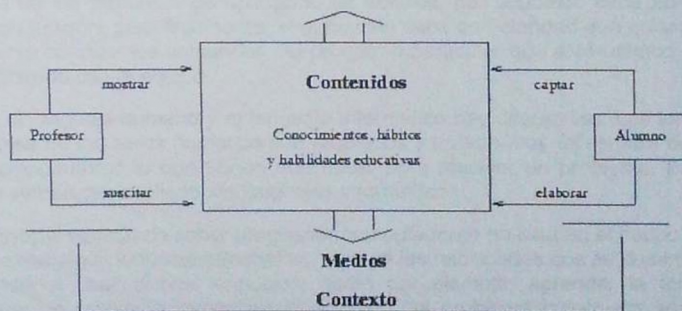 mostrar
Contenidos
captar
Profesor
Conocimientos, hábitos
y habilidades educativas
Alumno
suscitar
elaborar
Medios
Contexto